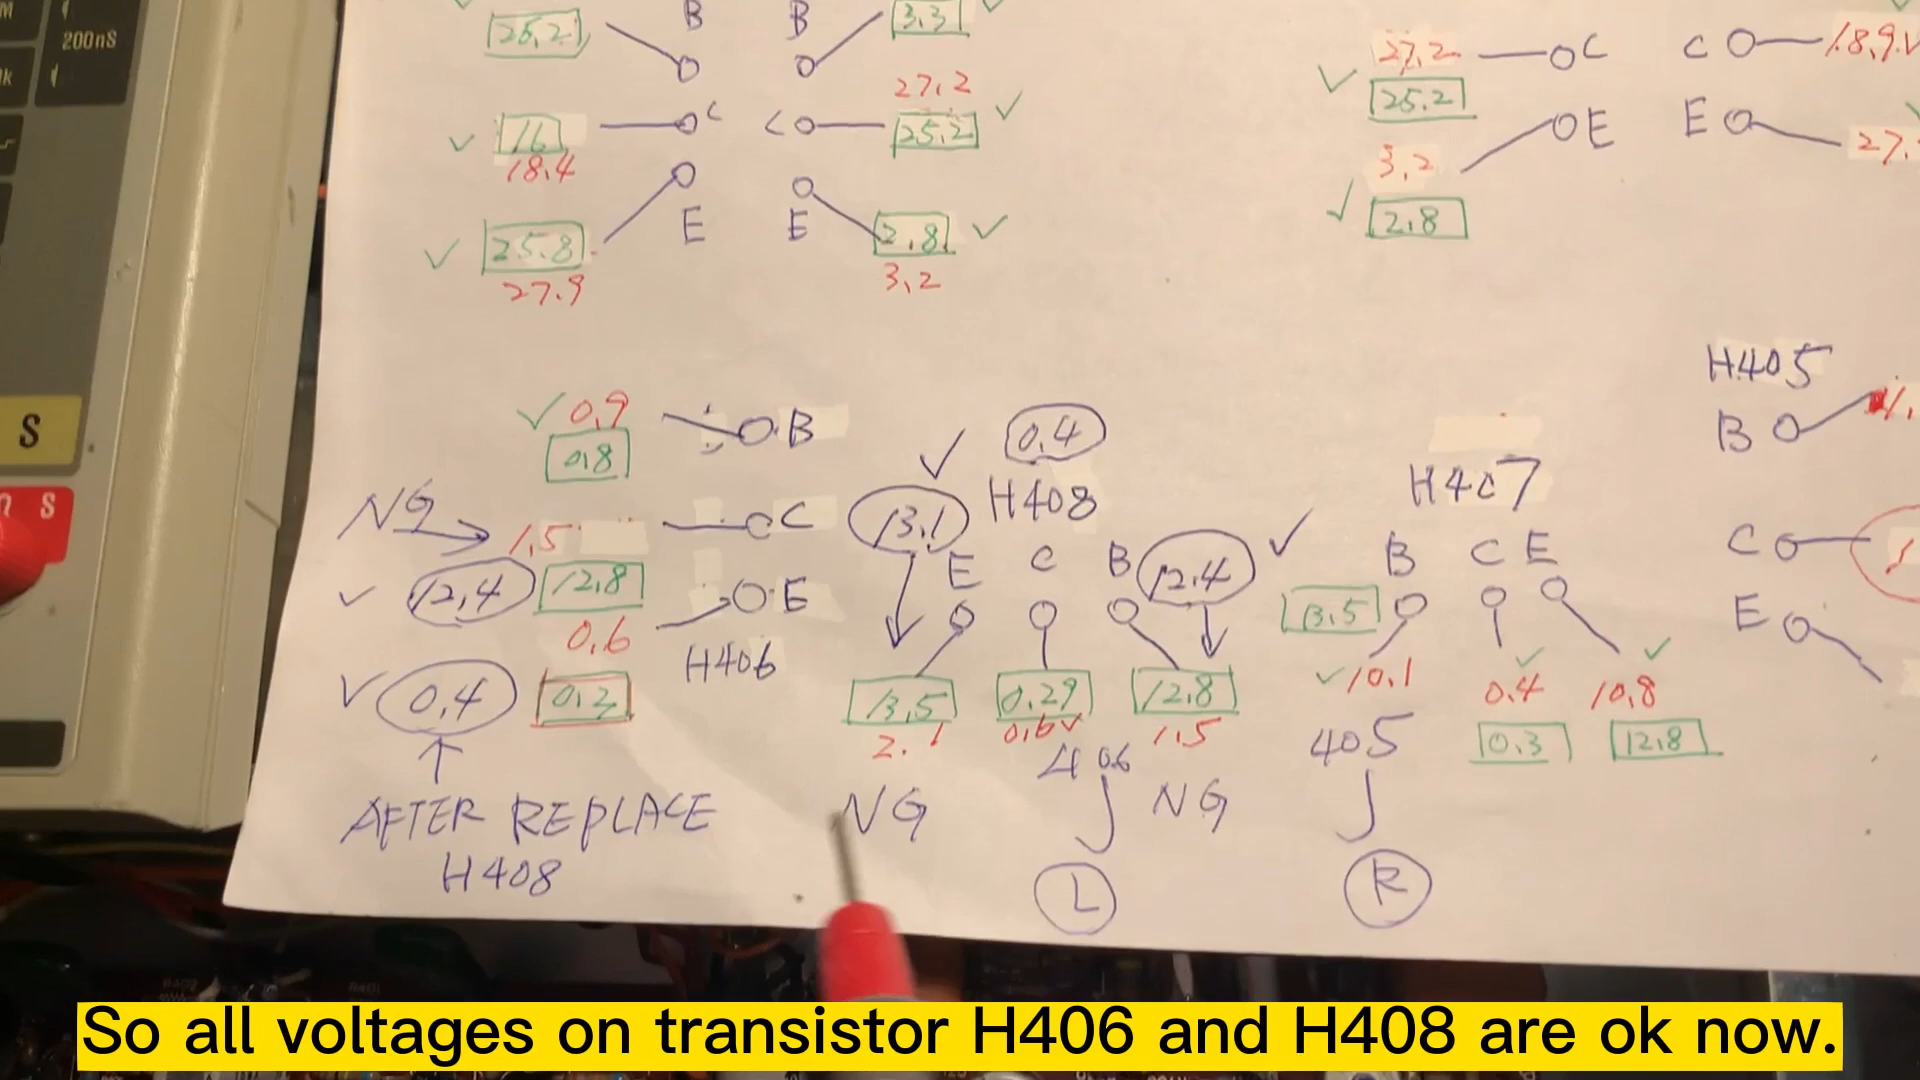 200nS
25.2
B
B
3.3
27.2
C
C
18.9V
25.2
16
C
C
27.2
25.2
18.4
E
E
27.
3.2
2.8
25.8
E
E
2.8
27.9
3,2
H405
B
0.9
0.8
B
0.4
H408
H407
NG
1.5
C
13.1
E
C
B
12.4
B
C
E
C
12,4
12.8
E
13.5
E
0.6
H406
0.4
13.5
0.29
12.8
10.1
0.4
10.8
2.1
0.6V
1.5
405
0.3
12.8
406
AFTER REPLACE
H408
NG
NG
L
R
S
S
So all voltages on transistor H406 and H408 are ok now.